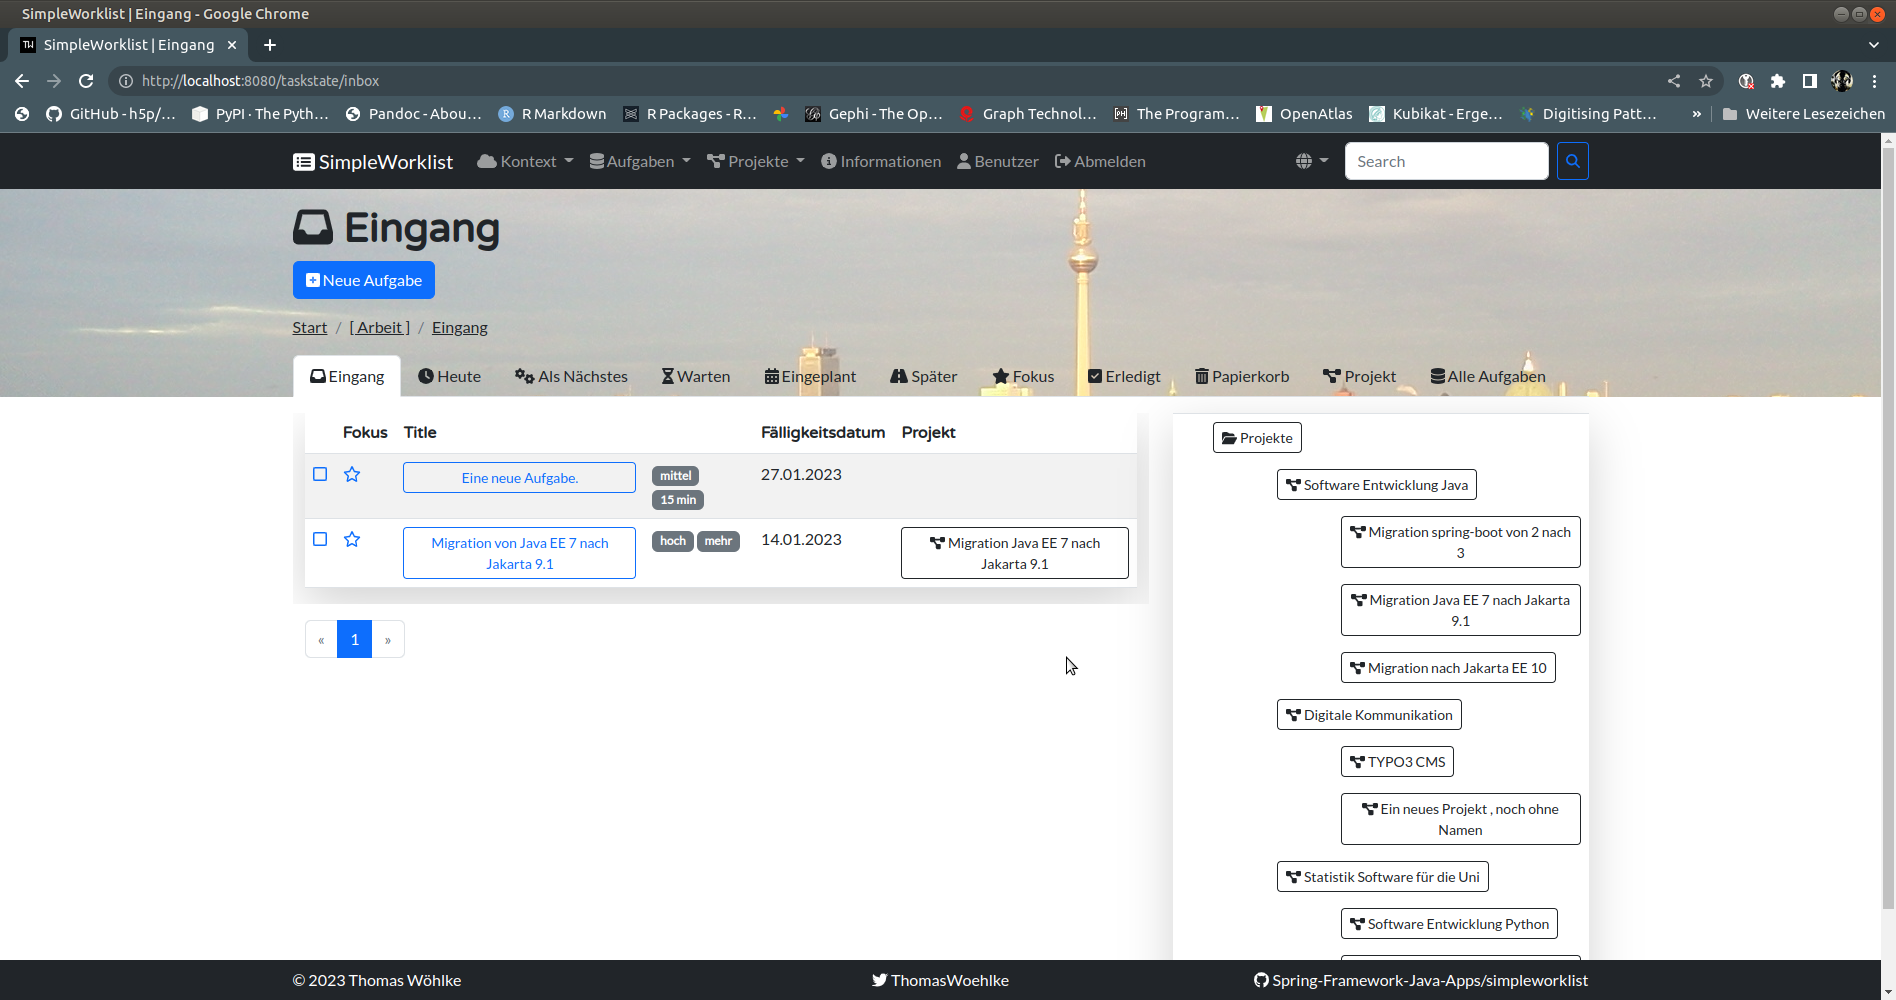 SimpleWorklist | Eingang - Google Chrome
SimpleWorklist | Eingang
http://localhost:8080/taskstate/inbox
GitHub - h5p/… PyPI · The Pyth… Pandoc - Abou… R Markdown R Packages - R… Gephi - The Op… Graph Technol… The Program… OpenAtlas Kubikat - Erge… Digitising Patt… » Weitere Lesezeichen
SimpleWorklist Kontext Aufgaben Projekte Informationen Benutzer Abmelden Search
Eingang
Neue Aufgabe
Start / [ Arbeit ] / Eingang
Eingang Heute Als Nächstes Warten Eingeplant Später Fokus Erledigt Papierkorb Projekt Alle Aufgaben
Fokus Title Fälligkeitsdatum Projekt
Eine neue Aufgabe. mittel 27.01.2023
15 min
Migration von Java EE 7 nach hoch mehr 14.01.2023 Migration Java EE 7 nach
Jakarta 9.1 Jakarta 9.1
« 1 »
Projekte
Software Entwicklung Java
Migration spring-boot von 2 nach
3
Migration Java EE 7 nach Jakarta
9.1
Migration nach Jakarta EE 10
Digitale Kommunikation
TYPO3 CMS
Ein neues Projekt , noch ohne
Namen
Statistik Software für die Uni
Software Entwicklung Python
© 2023 Thomas Wöhlke ThomasWoehlke Spring-Framework-Java-Apps/simpleworklist